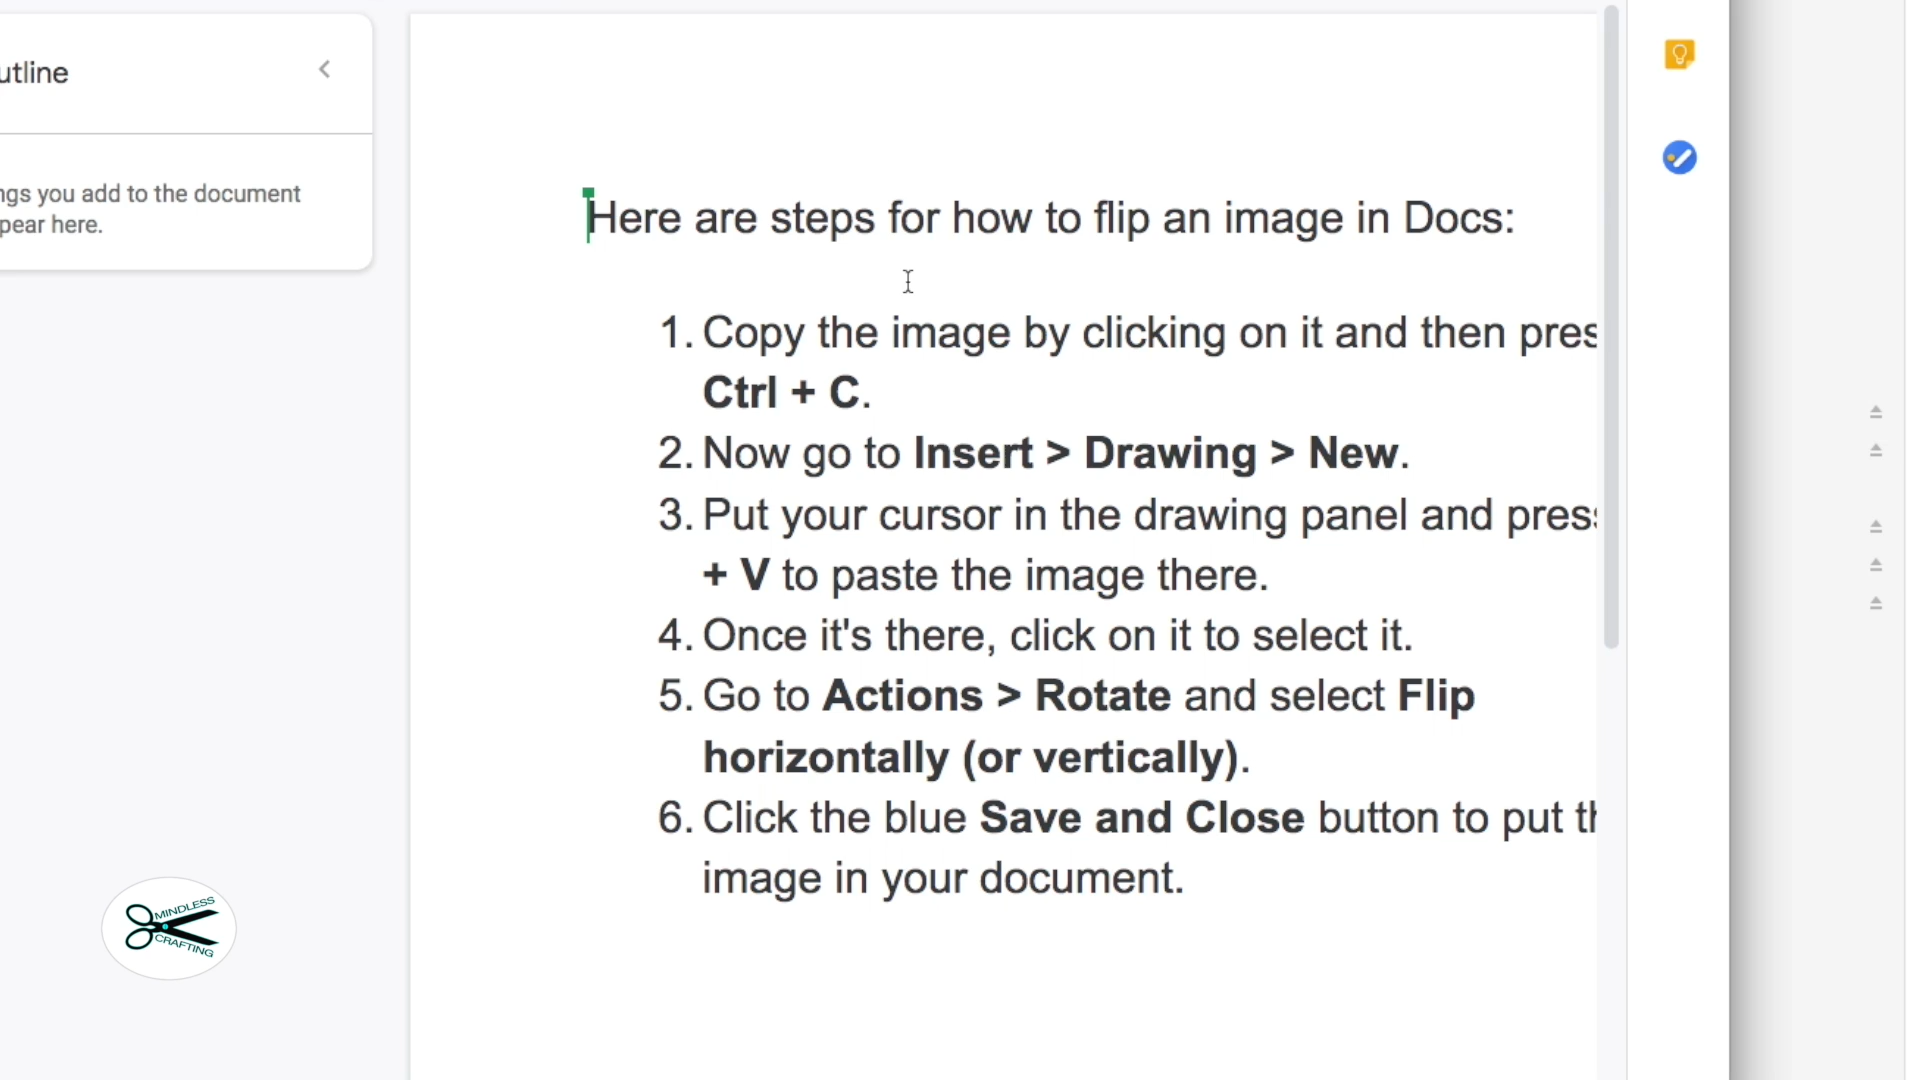 utline
ngs you add to the document
pear here.
Here are steps for how to flip an image in Docs:
1. Copy the image by clicking on it and then pres
Ctrl + C.
2. Now go to Insert > Drawing > New.
3. Put your cursor in the drawing panel and press
+ V to paste the image there.
4. Once it's there, click on it to select it.
5. Go to Actions > Rotate and select Flip
horizontally (or vertically).
6. Click the blue Save and Close button to put th
image in your document.
MINDLESS
CRAFTING